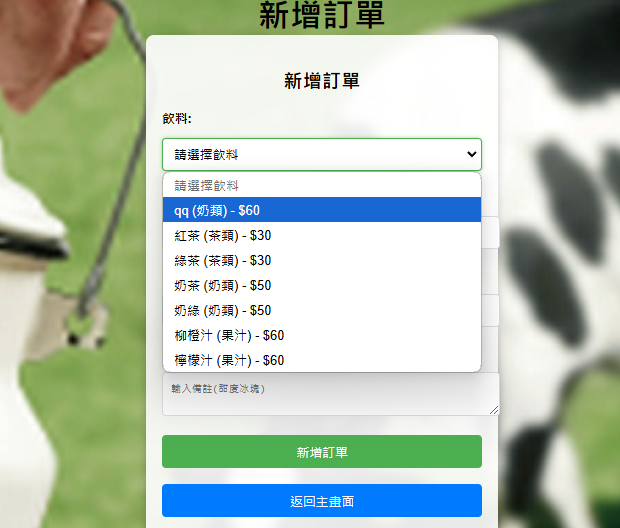 新增訂單
新增訂單
飲料:
請選擇飲料
請選擇飲料
qq (奶類) - $60
紅茶 (茶類) - $30
綠茶 (茶類) - $30
奶茶 (奶類) - $50
奶綠 (奶類) - $50
柳橙汁 (果汁) - $60
檸檬汁 (果汁) - $60
輸入備註(甜度冰塊)
新增訂單
返回主畫面